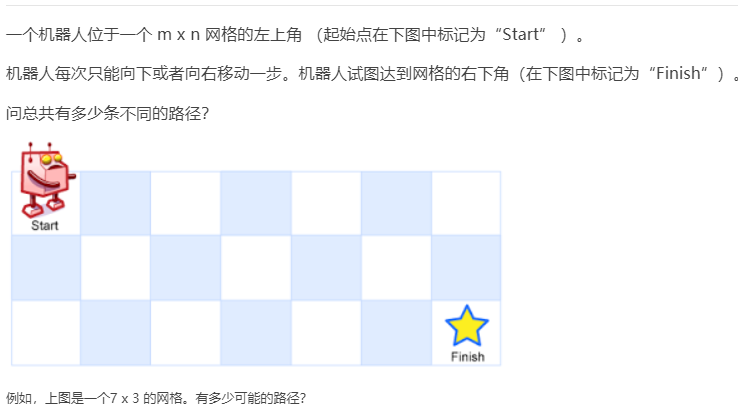 一个机器人位于一个 m x n 网格的左上角 （起始点在下图中标记为“Start” ）。
机器人每次只能向下或者向右移动一步。机器人试图达到网格的右下角（在下图中标记为“Finish”）。
问总共有多少条不同的路径？
Start
Finish
例如，上图是一个7 x 3 的网格。有多少可能的路径？